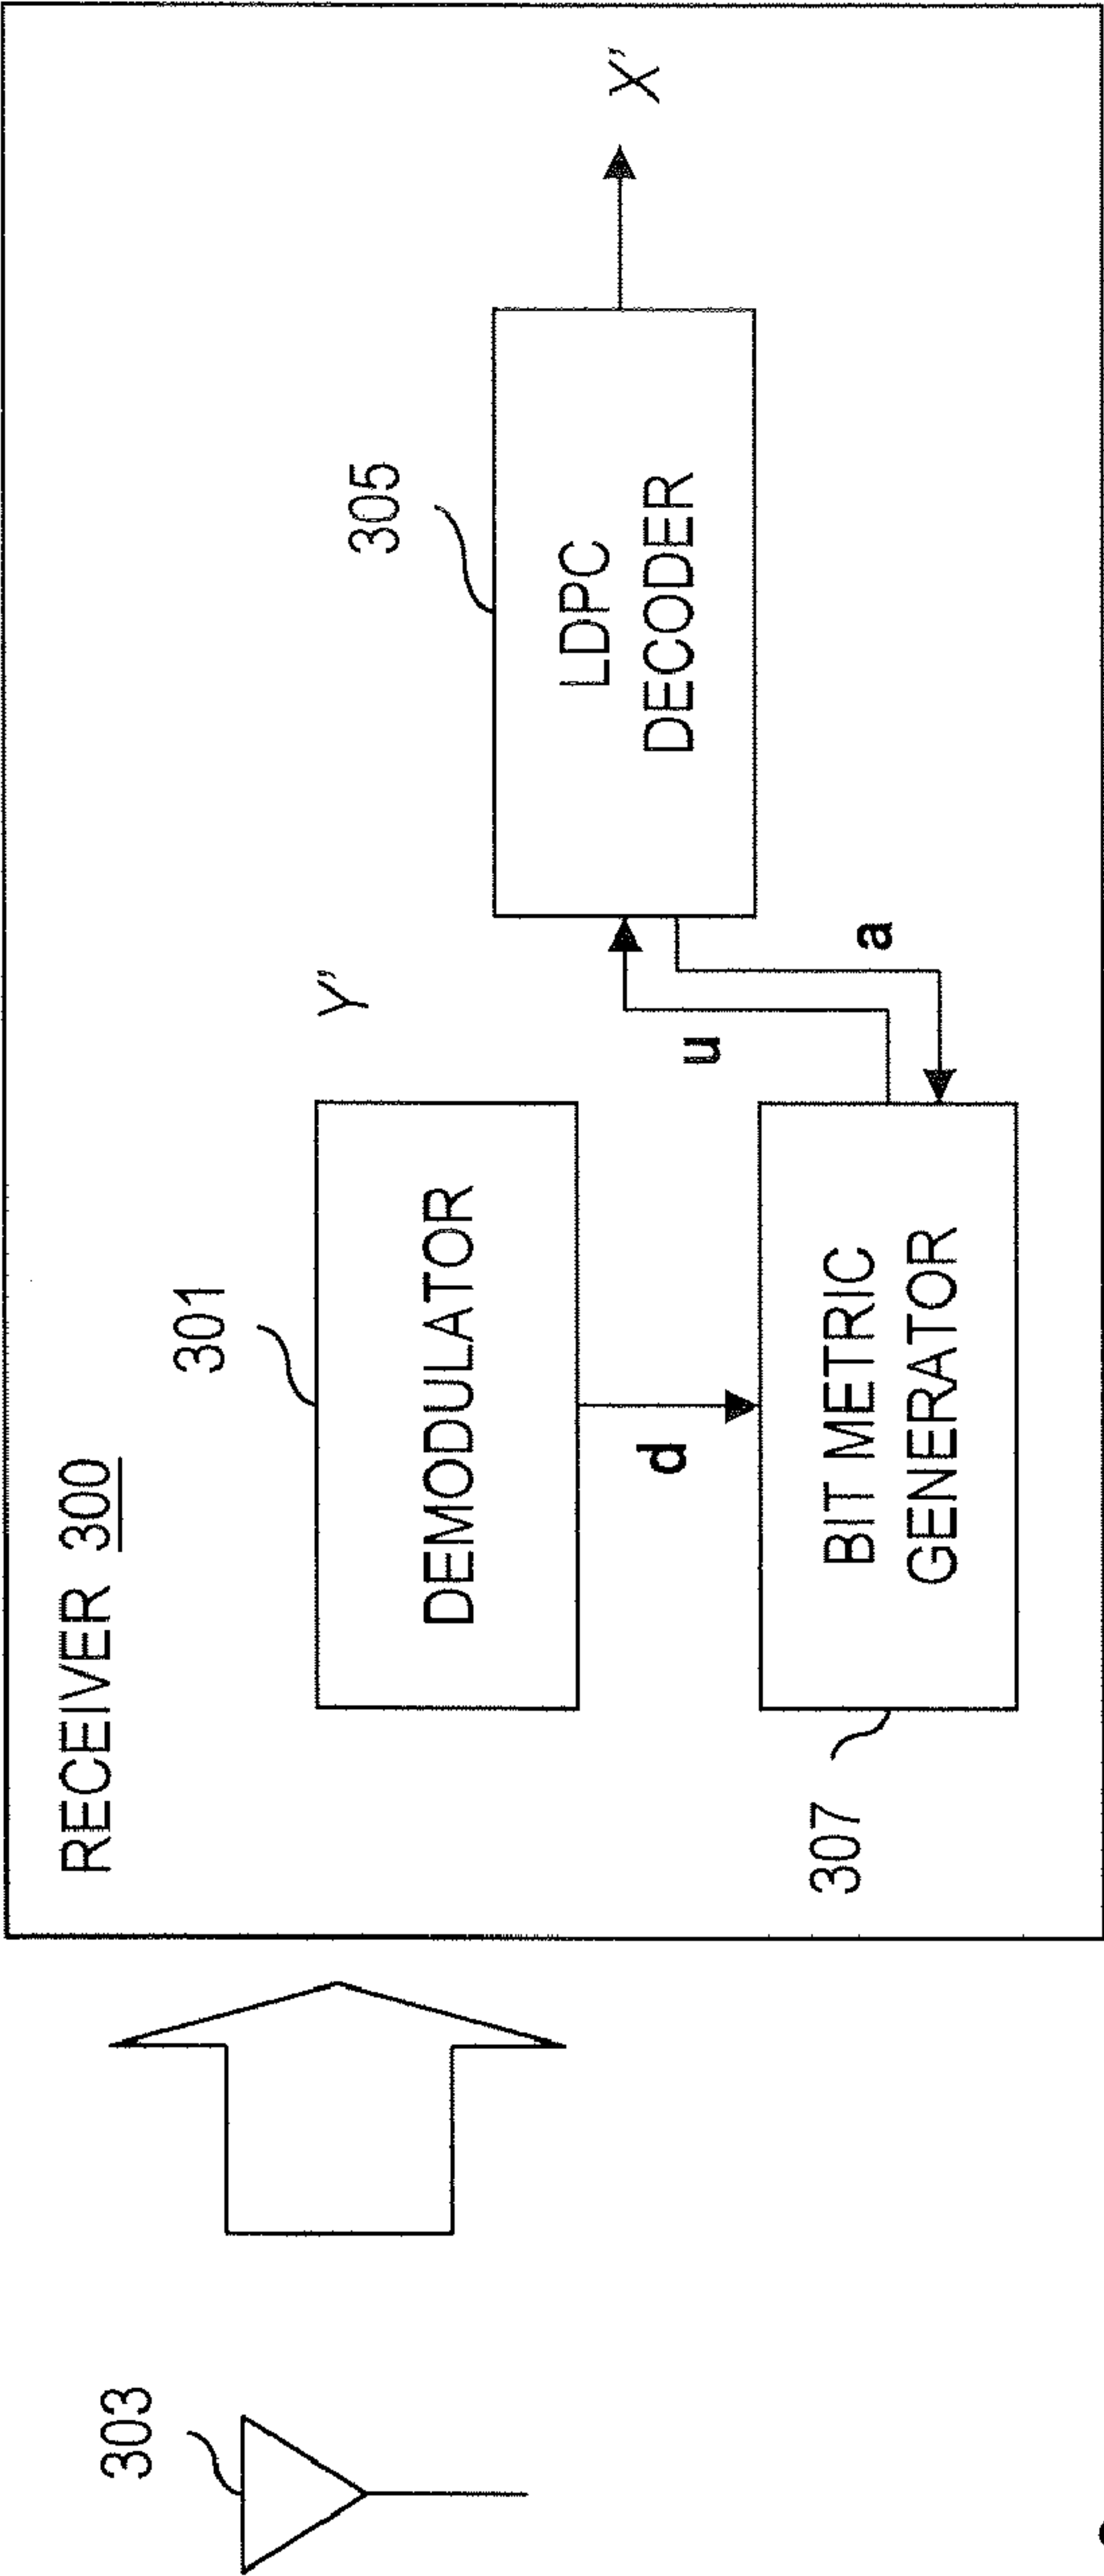 RECEIVER 300
303
301
DEMODULATOR
Y'
305
LDPC
DECODER
X'
d
u
a
307
BIT METRIC
GENERATOR